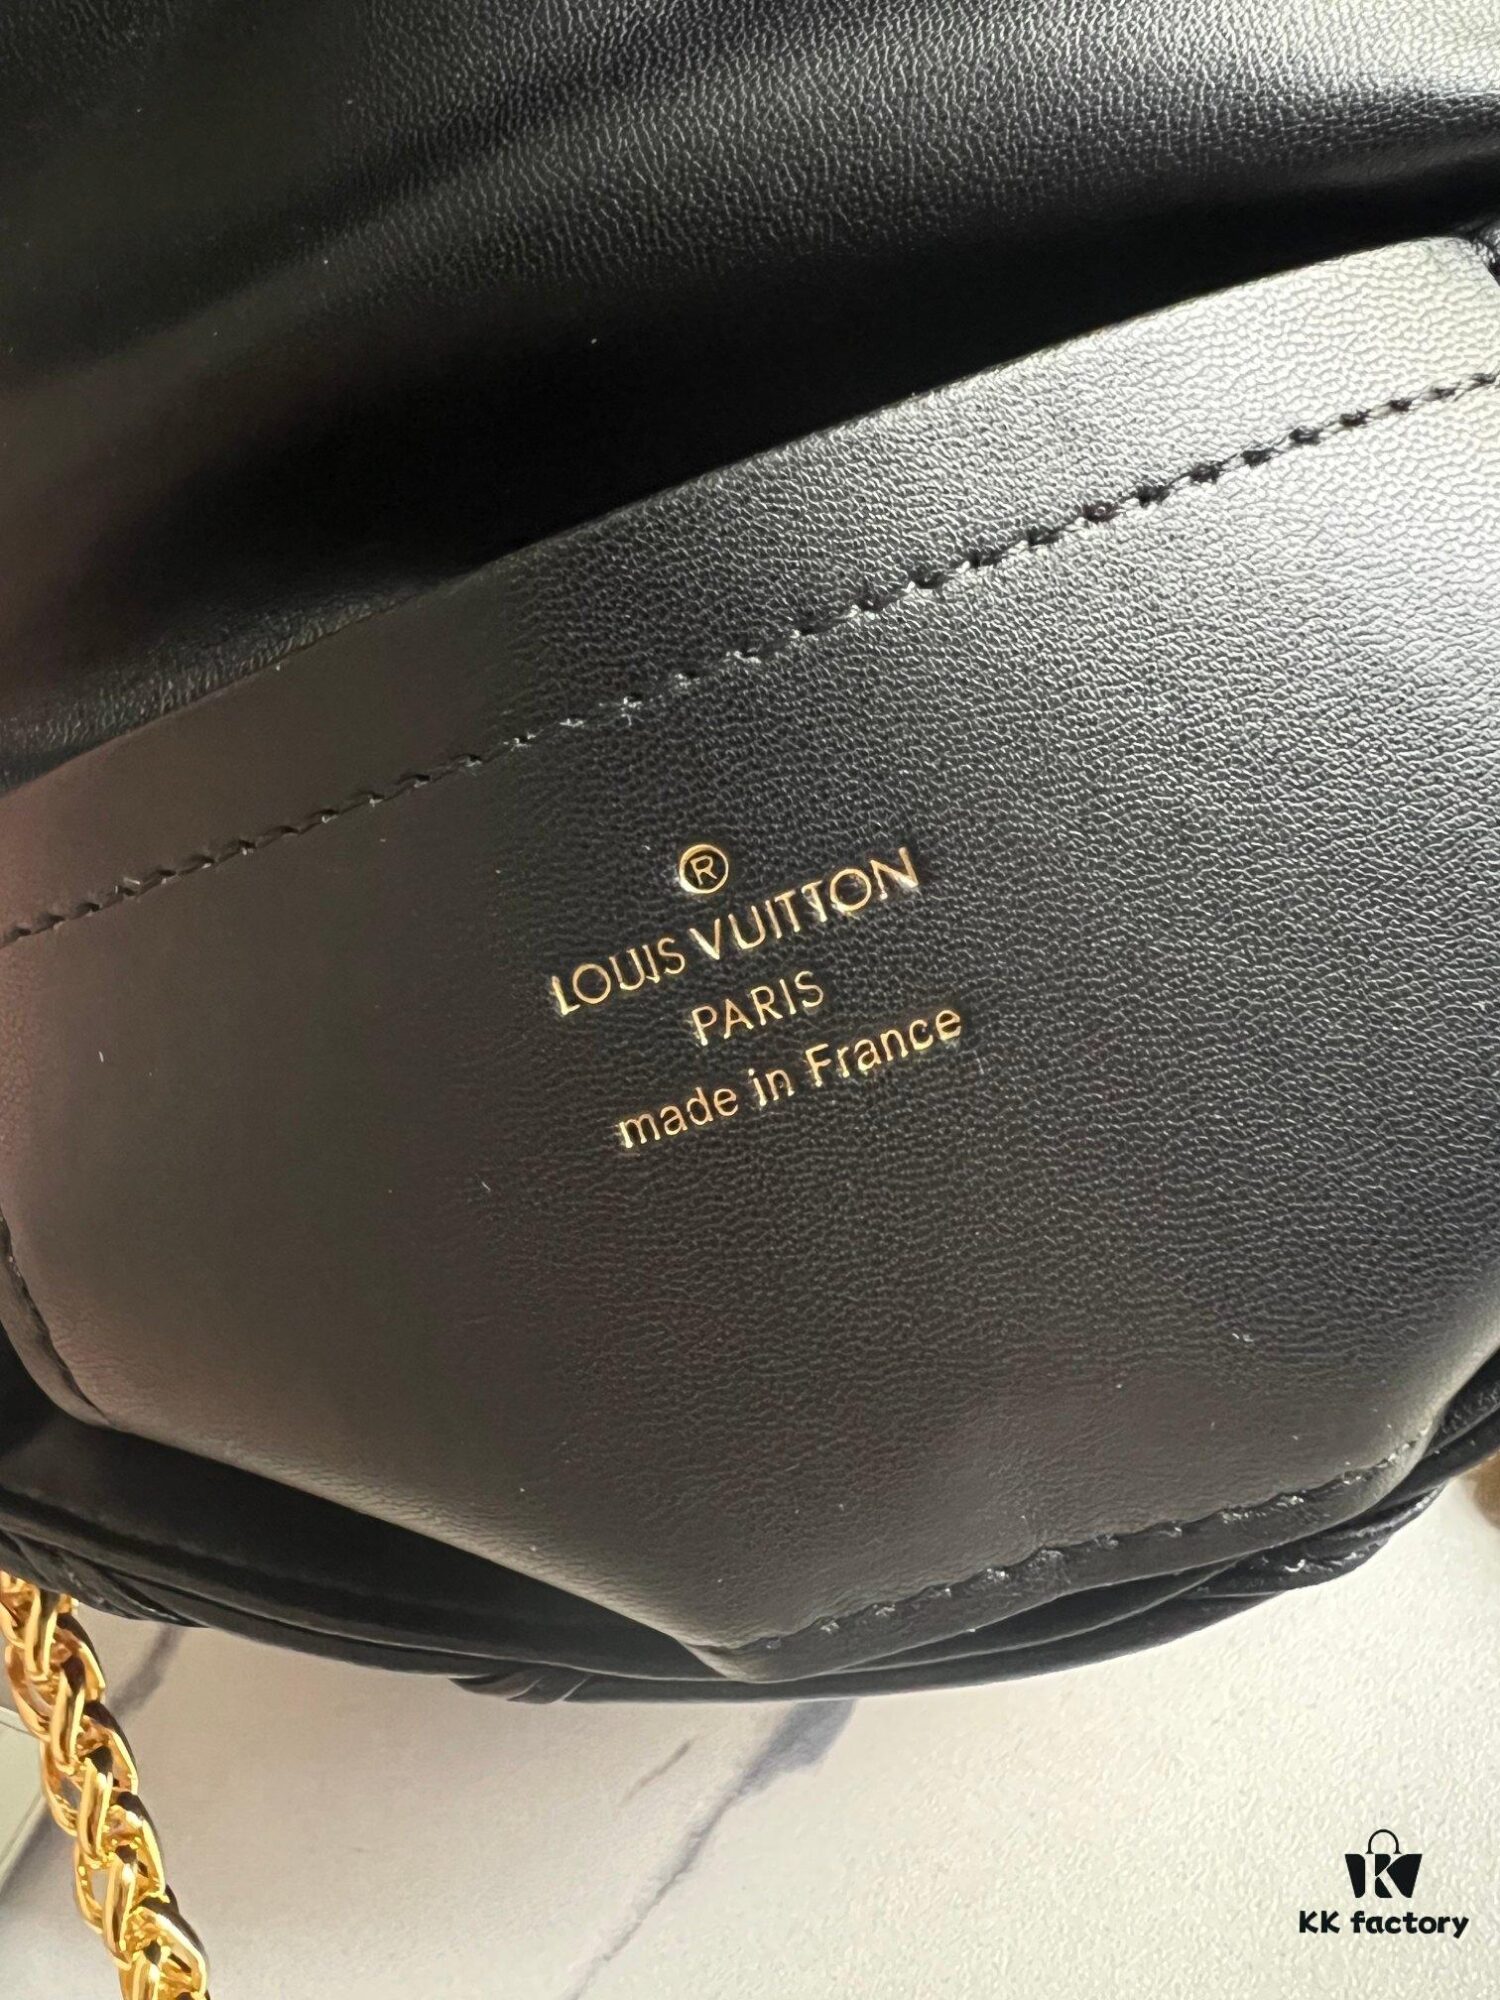 ®
LOUIS VUITTON
PARIS
made in France
KK factory